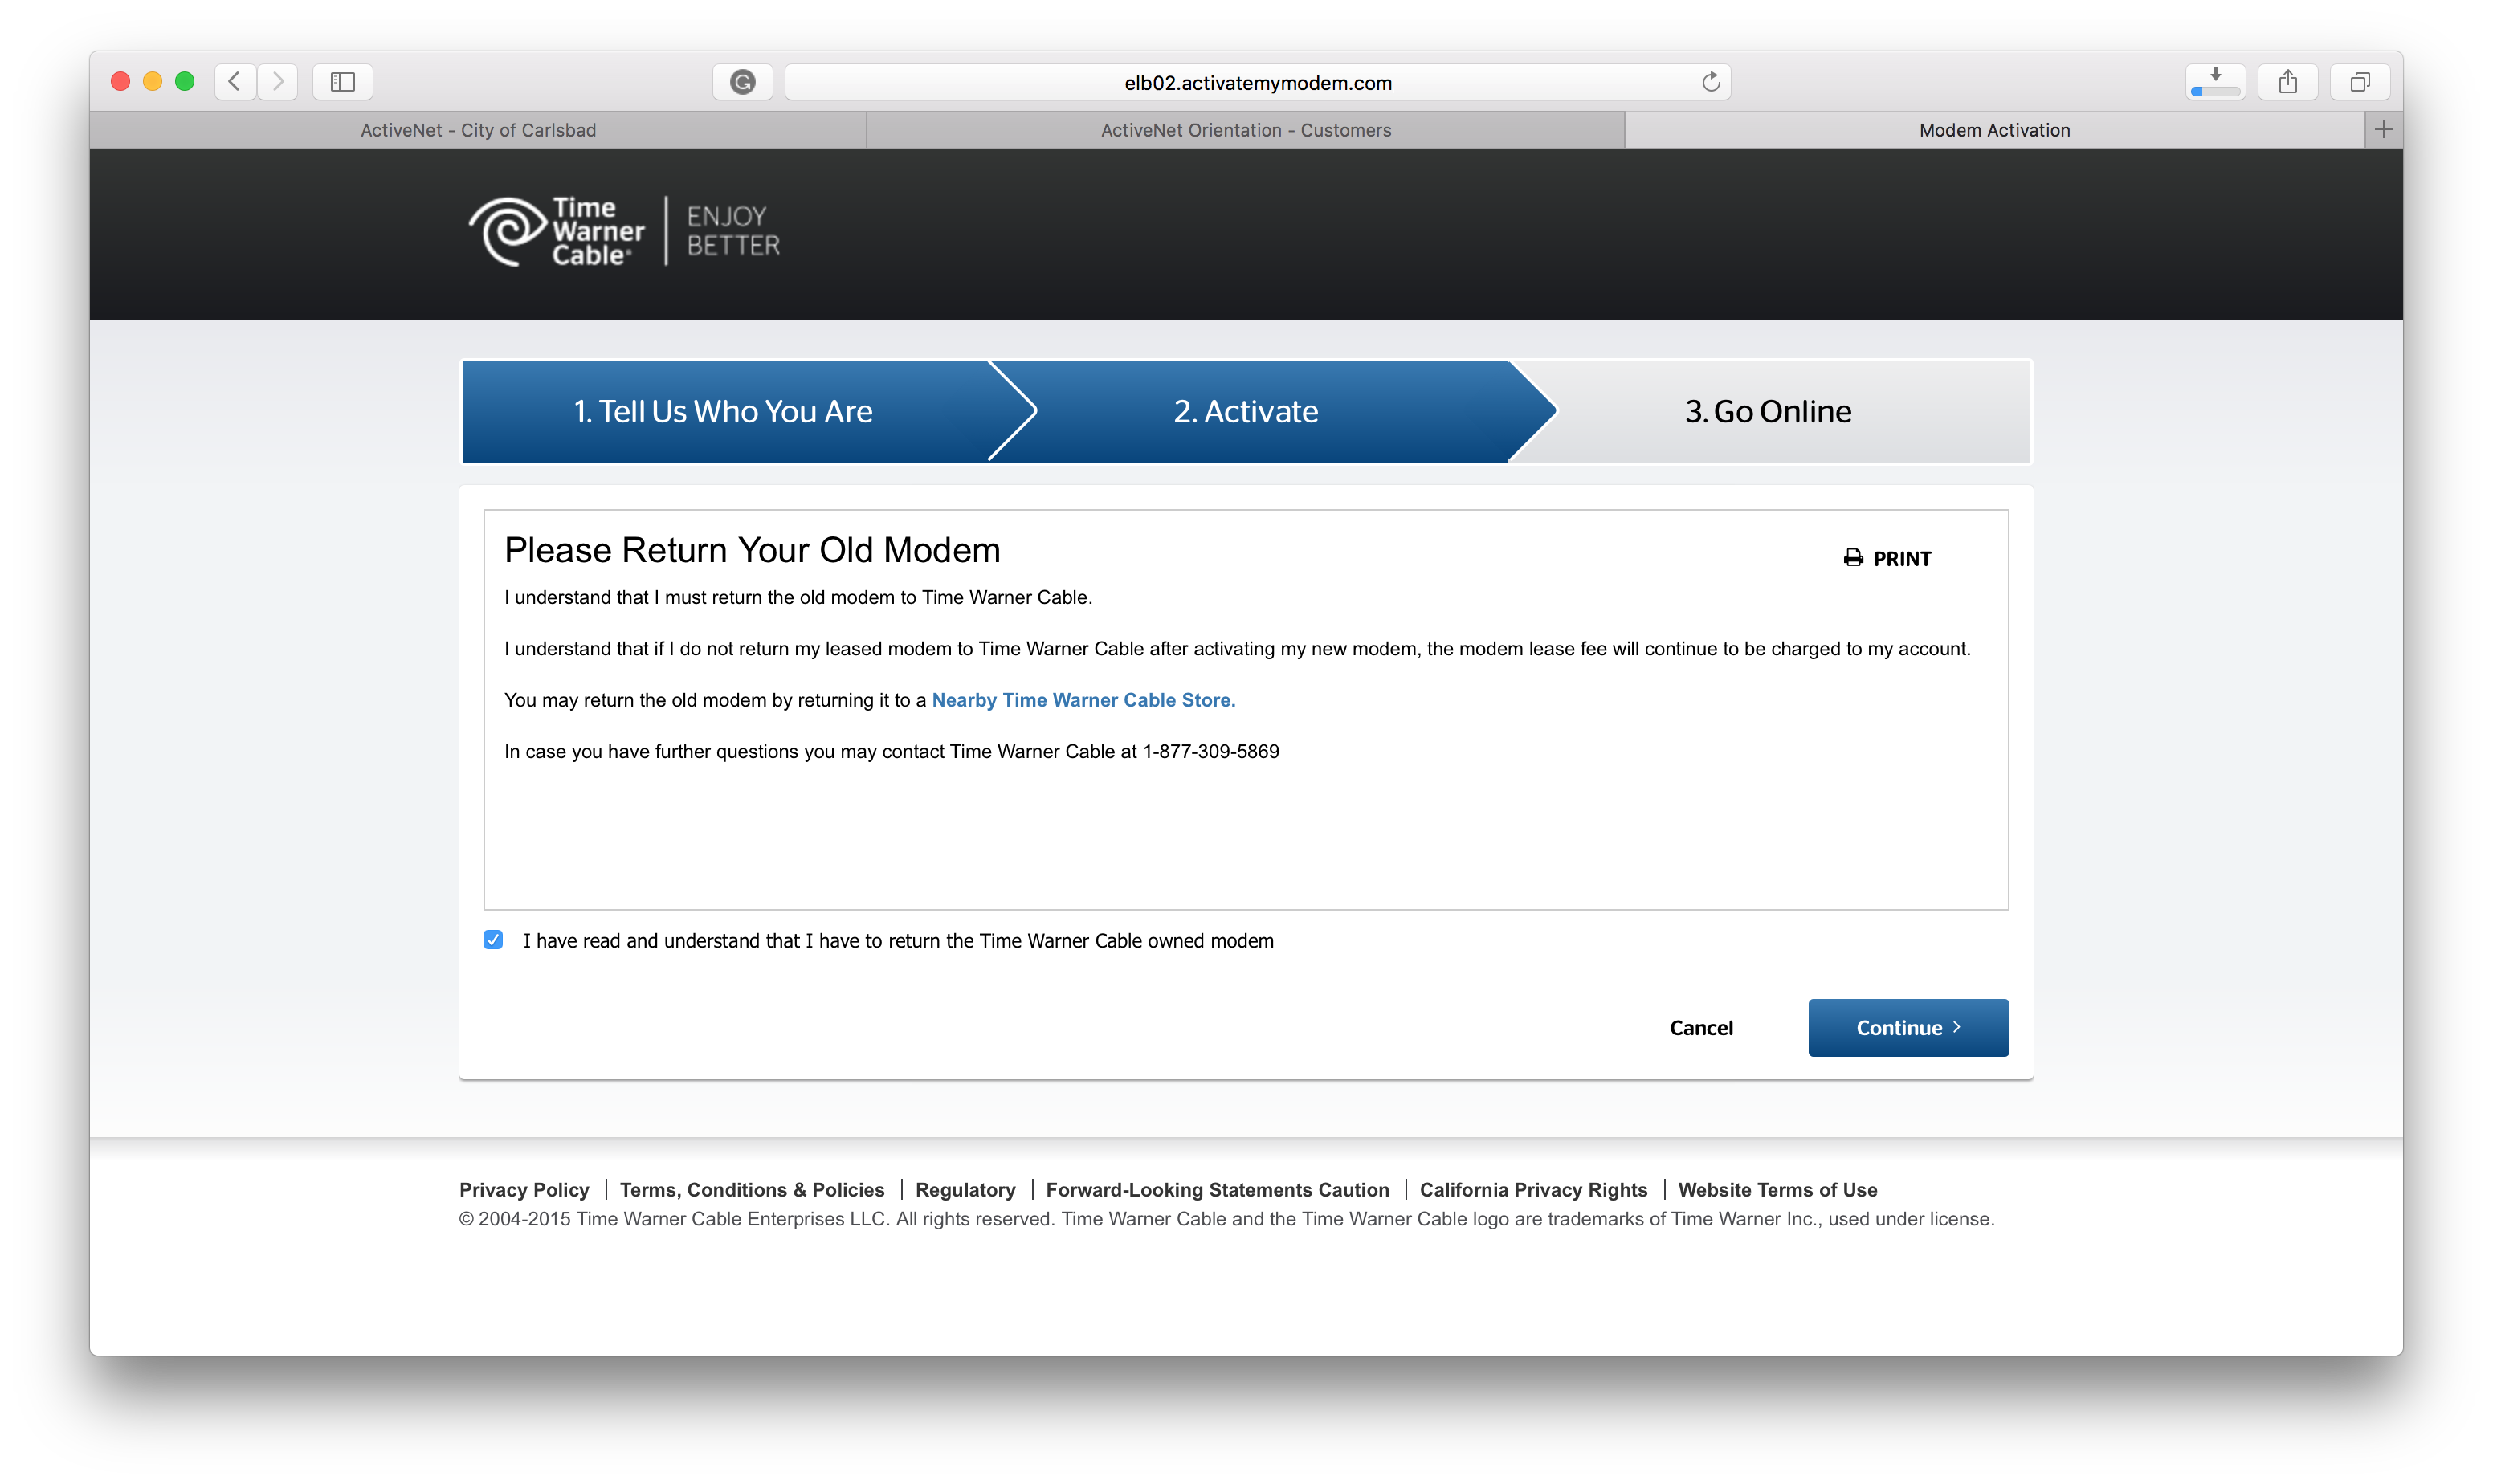 elb02.activatemymodem.com
ActiveNet - City of Carlsbad
ActiveNet Orientation - Customers
Modem Activation
Time
Warner
Cable®
ENJOY
BETTER
1. Tell Us Who You Are
2. Activate
3. Go Online
Please Return Your Old Modem
PRINT
I understand that I must return the old modem to Time Warner Cable.
I understand that if I do not return my leased modem to Time Warner Cable after activating my new modem, the modem lease fee will continue to be charged to my account.
You may return the old modem by returning it to a Nearby Time Warner Cable Store.
In case you have further questions you may contact Time Warner Cable at 1-877-309-5869
I have read and understand that I have to return the Time Warner Cable owned modem
Cancel
Continue >
Privacy Policy | Terms, Conditions & Policies | Regulatory | Forward-Looking Statements Caution | California Privacy Rights | Website Terms of Use
© 2004-2015 Time Warner Cable Enterprises LLC. All rights reserved. Time Warner Cable and the Time Warner Cable logo are trademarks of Time Warner Inc., used under license.